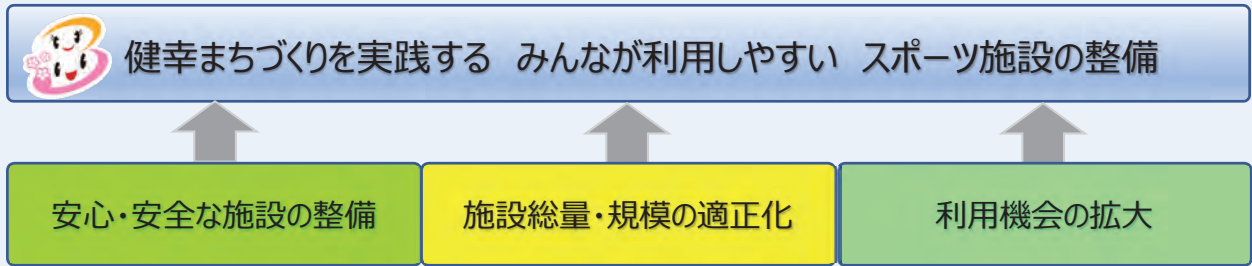 健幸まちづくりを実践する みんなが利用しやすい スポーツ施設の整備
安心・安全な施設の整備
施設総量・規模の適正化
利用機会の拡大